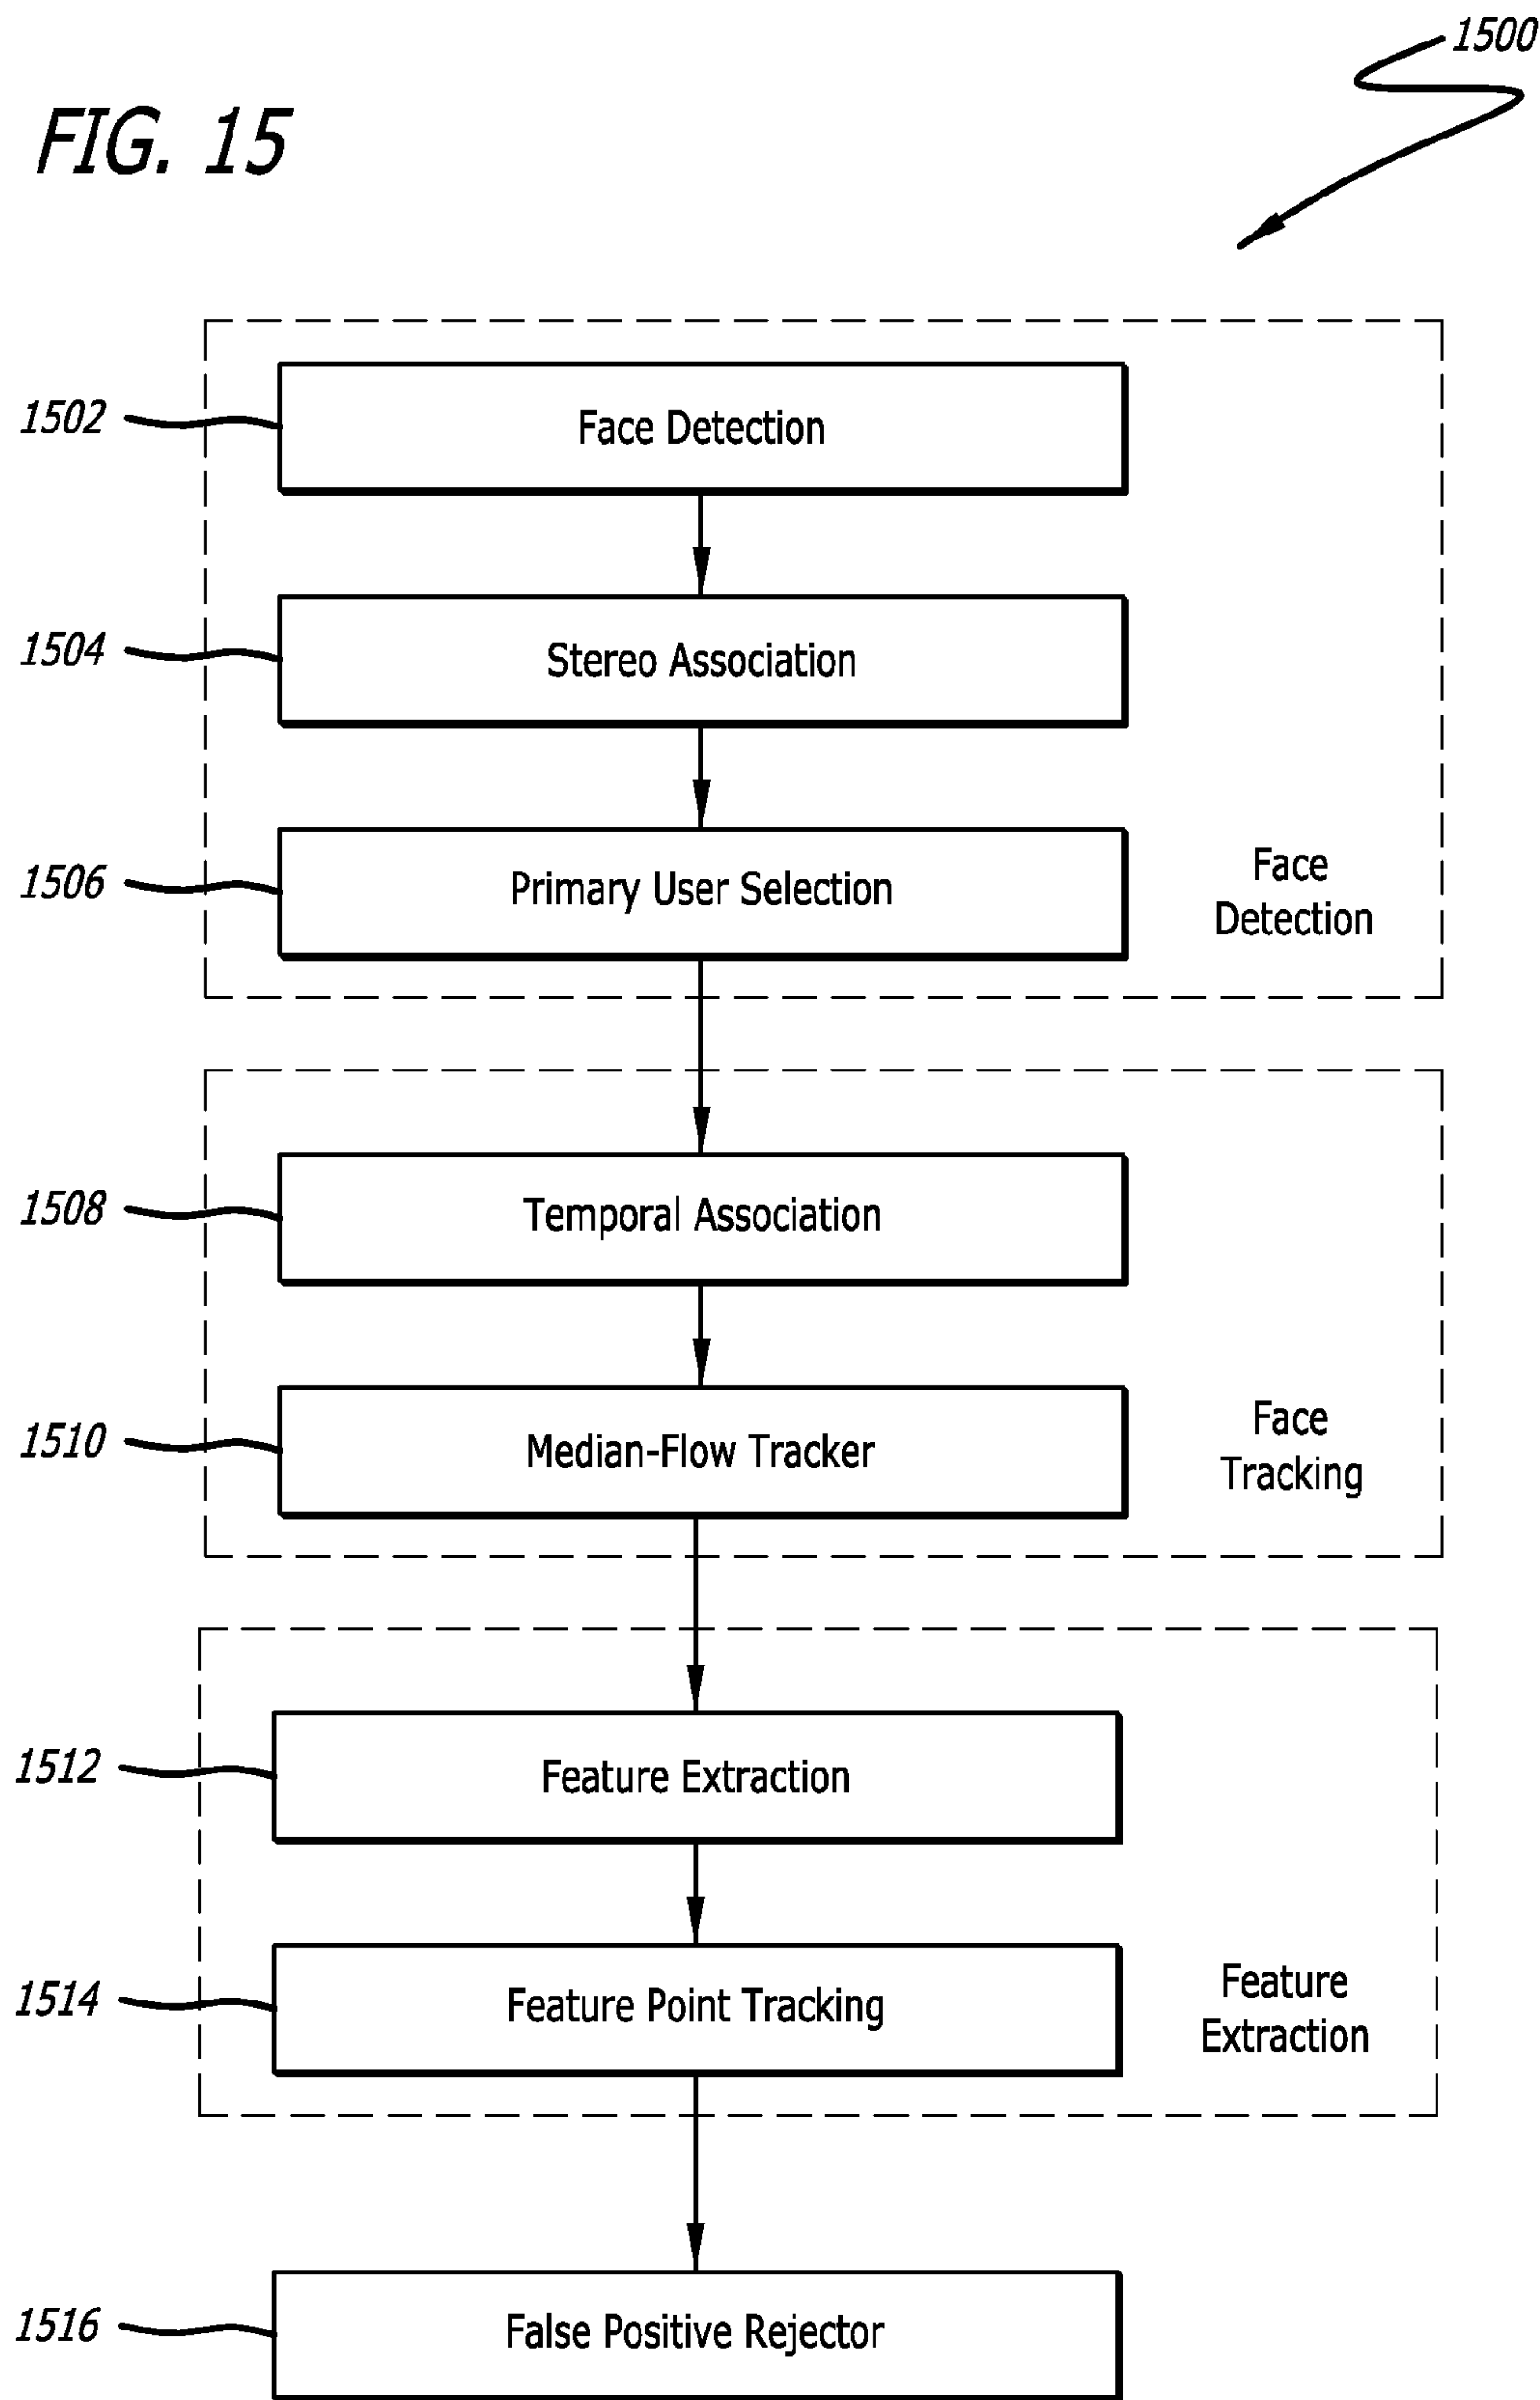 1500
FIG. 15
1502
Face Detection
1504
Stereo Association
1506
Primary User Selection
Face
Detection
1508
Temporal Association
1510
Median-Flow Tracker
Face
Tracking
1512
Feature Extraction
1514
Feature Point Tracking
Feature
Extraction
1516
False Positive Rejector